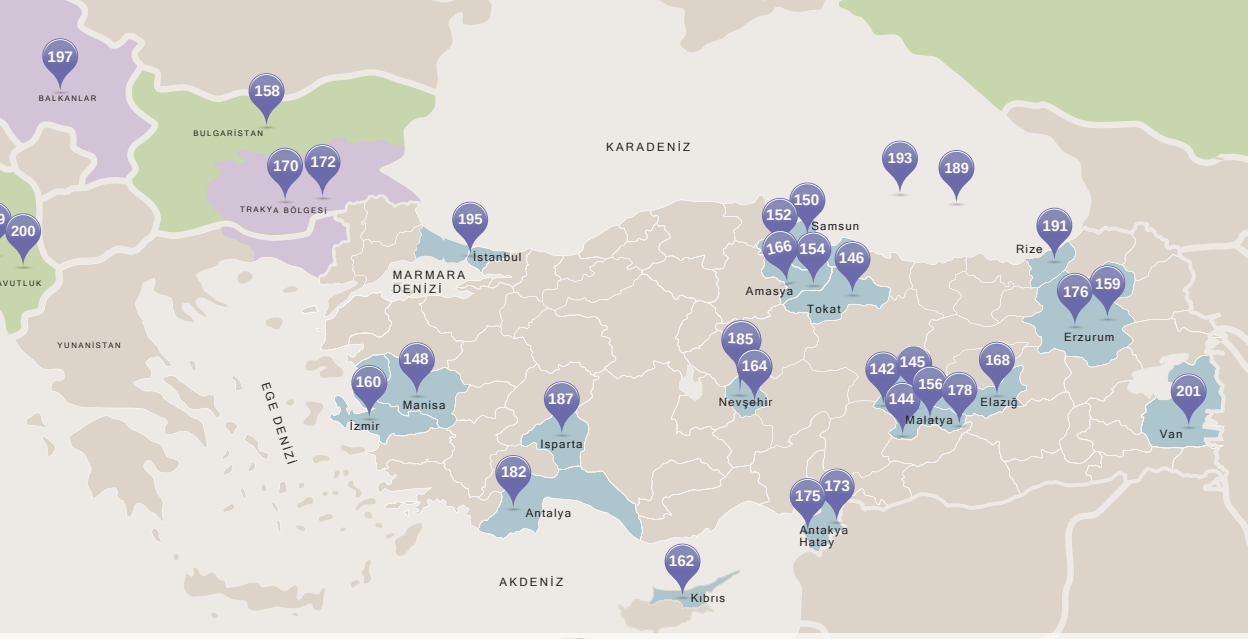 197
BALKANLAR
158
BULGARİSTAN
170
172
TRAKYA BÖLGESİ
200
AVUTLUK
YUNANİSTAN
195
İstanbul
MARMARA
DENİZİ
KARADENİZ
193
189
150
152
Samsun
166
154
146
Amasya
Tokat
191
Rize
176
159
Erzurum
148
160
Manisa
İzmir
EGE DENİZİ
187
Isparta
182
Antalya
185
164
Nevşehir
142
145
144
156
178
Malatya
168
Elazığ
201
Van
175
173
Antakya
Hatay
162
Kıbrıs
AKDENİZ